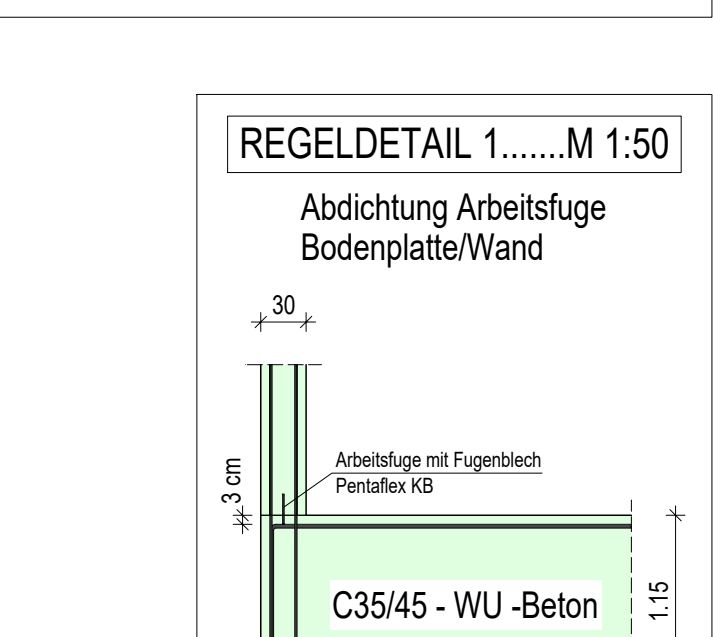 REGELDETAIL 1.......M 1:50
Abdichtung Arbeitsfuge
Bodenplatte/Wand
30
3 cm
Arbeitsfuge mit Fugenblech
Pentaflex KB
1.15
C35/45 - WU -Beton